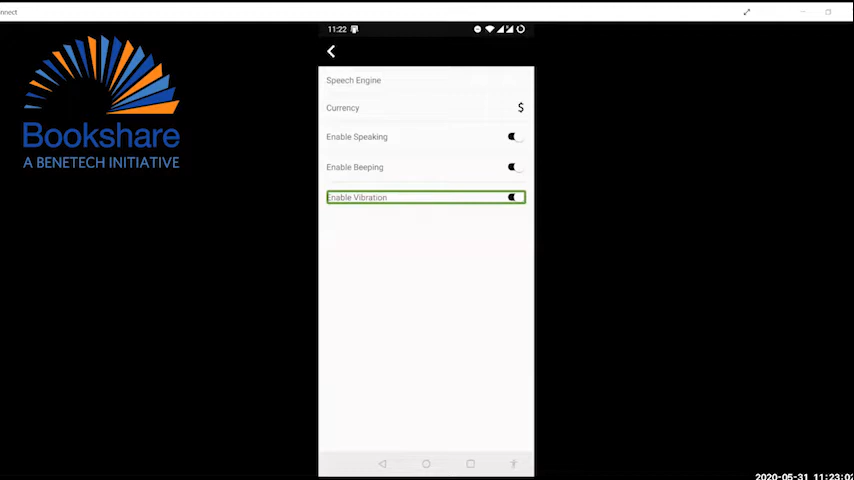 nnect
Bookshare
A BENETECH INITIATIVE
11:22
Speech Engine
Currency $
Enable Speaking
Enable Beeping
Enable Vibration
2020-05-31 11:23:02